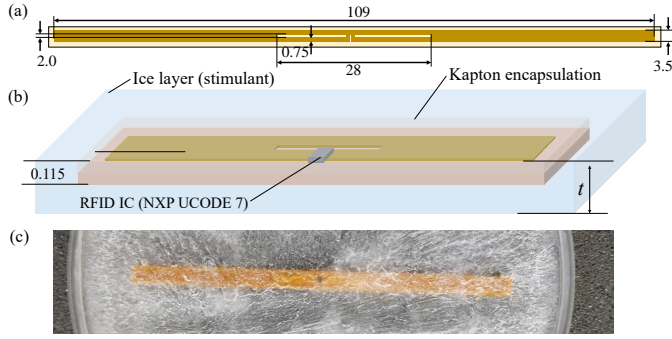 (a)
109
2.0
0.75
28
3.5
Ice layer (stimulant)
Kapton encapsulation
(b)
0.115
t
RFID IC (NXP UCODE 7)
(c)